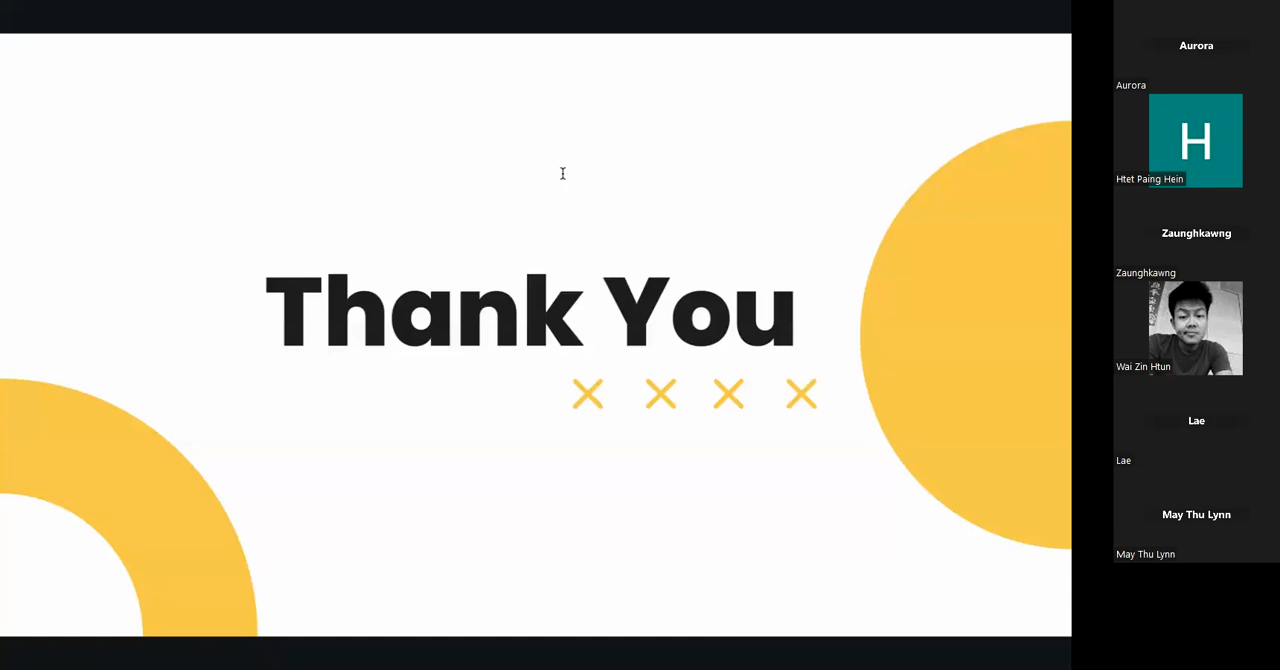 Thank You
Aurora
Aurora
H
Htet Paing Hein
Zaunghkawng
Zaunghkawng
Wai Zin Htun
Lae
Lae
May Thu Lynn
May Thu Lynn